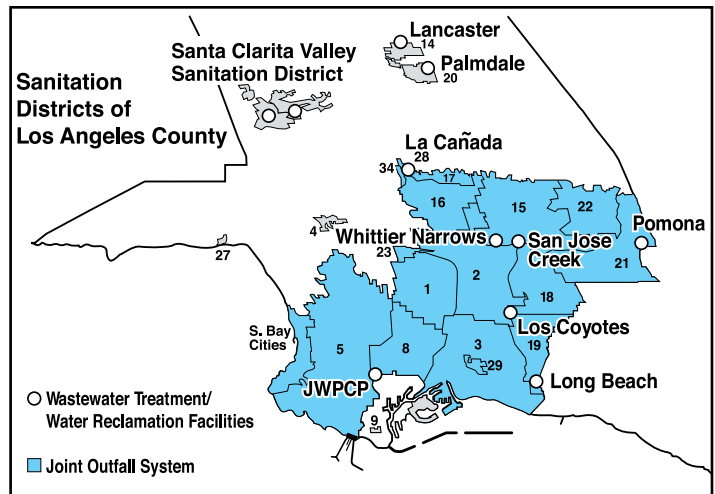 Sanitation
Districts of
Los Angeles County
Santa Clarita Valley
Sanitation District
Lancaster
14
Palmdale
20
La Cañada
28
34
17
16
15
22
4
27
Whittier Narrows
23
San Jose
Creek
Pomona
21
1
2
18
Los Coyotes
S. Bay
Cities
5
8
3
19
29
JWPCP
Long Beach
9
Wastewater Treatment/
Water Reclamation Facilities
Joint Outfall System